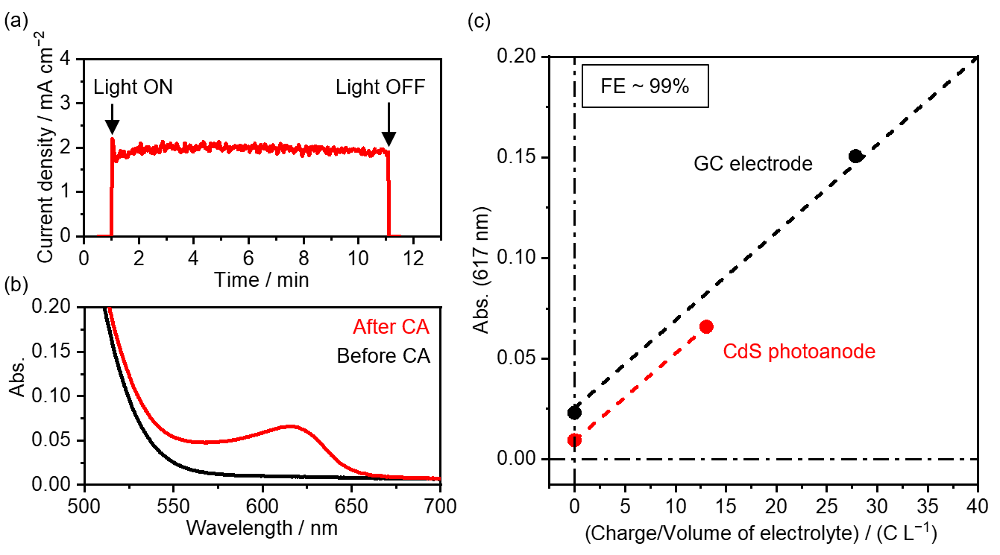 (a)
Current density / mA cm⁻²
4
3
2
1
0
Light ON
Light OFF
0 2 4 6 8 10 12
Time / min
(b)
Abs.
0.20
0.15
0.10
0.05
0.00
After CA
Before CA
500 550 600 650 700
Wavelength / nm
(c)
Abs. (617 nm)
0.20
0.15
0.10
0.05
0.00
FE ~ 99%
GC electrode
CdS photoanode
0 5 10 15 20 25 30 35 40
(Charge/Volume of electrolyte) / (C L⁻¹)